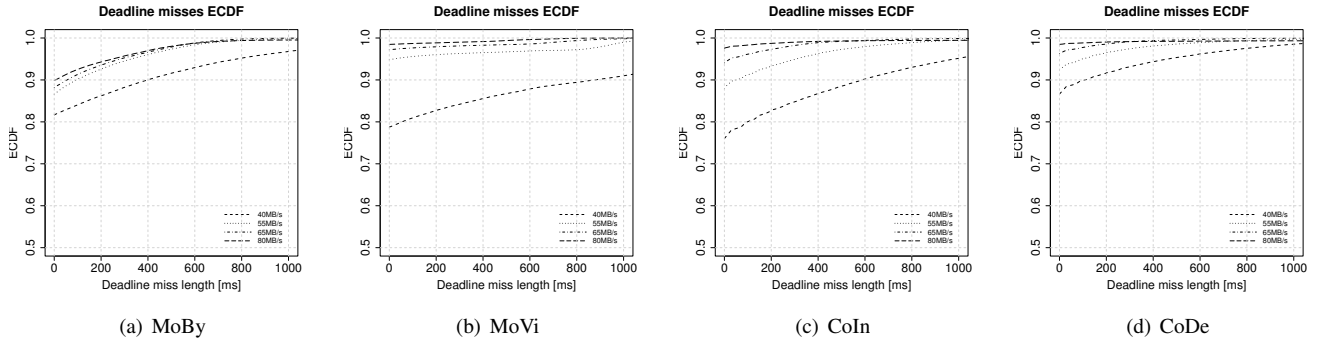 Deadline misses ECDF
ECDF
1.0
0.9
0.8
0.7
0.6
0.5
40MB/s
55MB/s
65MB/s
80MB/s
0 200 400 600 800 1000
Deadline miss length [ms]
(a) MoBy
Deadline misses ECDF
ECDF
1.0
0.9
0.8
0.7
0.6
0.5
40MB/s
55MB/s
65MB/s
80MB/s
0 200 400 600 800 1000
Deadline miss length [ms]
(b) MoVi
Deadline misses ECDF
ECDF
1.0
0.9
0.8
0.7
0.6
0.5
40MB/s
55MB/s
65MB/s
80MB/s
0 200 400 600 800 1000
Deadline miss length [ms]
(c) CoIn
Deadline misses ECDF
ECDF
1.0
0.9
0.8
0.7
0.6
0.5
40MB/s
55MB/s
65MB/s
80MB/s
0 200 400 600 800 1000
Deadline miss length [ms]
(d) CoDe